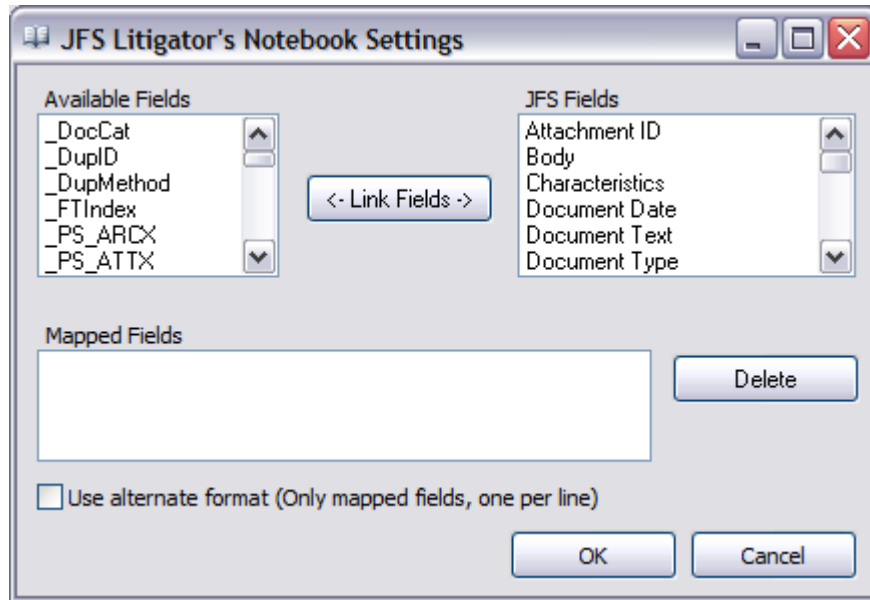 JFS Litigator's Notebook Settings
Available Fields
JFS Fields
_DocCat
_DupID
_DupMethod
_FTIndex
_PS_ARCX
_PS_ATTX
<- Link Fields ->
Attachment ID
Body
Characteristics
Document Date
Document Text
Document Type
Mapped Fields
Delete
Use alternate format (Only mapped fields, one per line)
OK
Cancel